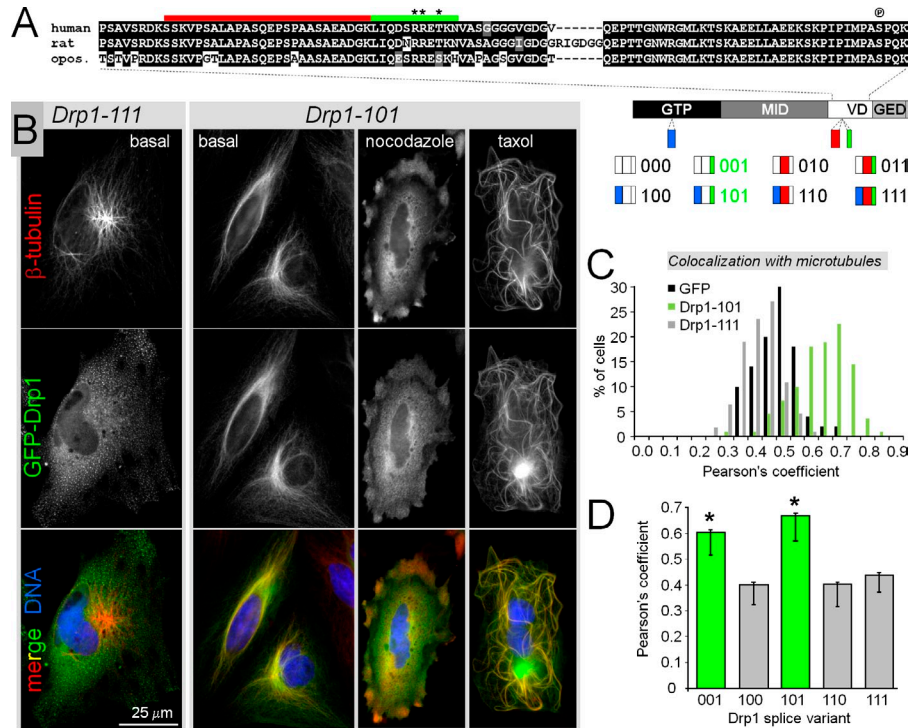 A
** *
Ⓟ
human PSAVSRDKSSKVPSALAPASQEPSPAASAEADGKLIQDSRRETKNVASGGGGVGDGV------QEPTTGNWRGMLKTSKAEELLAEEKSKPIPIMPASPQK
rat PSAVSRDKSSKVPSALAPASQEPSPAASAEADGKLIQDNRRETKNVASAGGGIGDGGRIGDGGQEPTTGNWRGMLKTSKAEELLAEEKSKPIPIMPASPQK
opos. TSTVPRDKSSKVPGTLAPASQEPSAAASAEADGKLIQESRRESKHVAPAGSGVGDGT------QEPTTGNWRGMLKTSKAEELLAEEKSKPIPIMPASPQK
GTP MID VD GED
000 001 010 011
100 101 110 111
B
Drp1-111 Drp1-101
basal basal nocodazole taxol
β-tubulin
GFP-Drp1
merge DNA
25 µm
C
Colocalization with microtubules
GFP
Drp1-101
Drp1-111
% of cells
30
25
20
15
10
5
0
0.0 0.1 0.2 0.3 0.4 0.5 0.6 0.7 0.8 0.9
Pearson's coefficient
D
Pearson's coefficient
0.7
0.6
0.5
0.4
0.3
0.2
0.1
0
* *
001 100 101 110 111
Drp1 splice variant